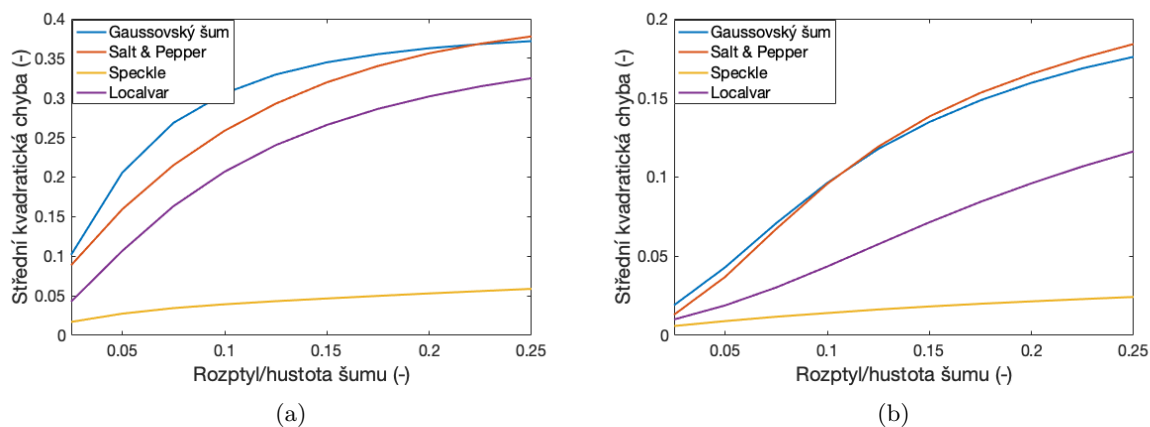 0.4
0.35
0.3
0.25
0.2
0.15
0.1
0.05
0
Střední kvadratická chyba (-)
Gaussovský šum
Salt & Pepper
Speckle
Localvar
0.05
0.1
0.15
0.2
0.25
Rozptyl/hustota šumu (-)
(a)
0.2
0.15
0.1
0.05
0
Střední kvadratická chyba (-)
Gaussovský šum
Salt & Pepper
Speckle
Localvar
0.05
0.1
0.15
0.2
0.25
Rozptyl/hustota šumu (-)
(b)